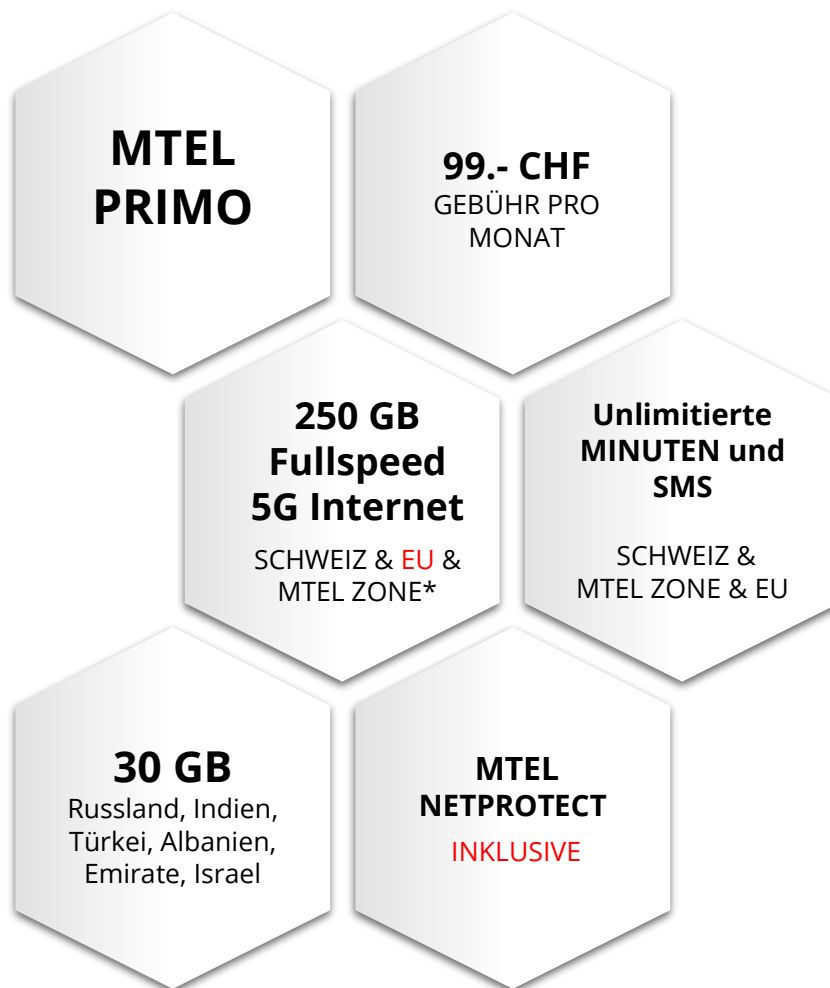 MTEL
PRIMO
99.- CHF
GEBÜHR PRO
MONAT
250 GB
Fullspeed
5G Internet
SCHWEIZ & EU &
MTEL ZONE*
Unlimitierte
MINUTEN und
SMS
SCHWEIZ &
MTEL ZONE & EU
30 GB
Russland, Indien,
Türkei, Albanien,
Emirate, Israel
MTEL
NETPROTECT
INKLUSIVE